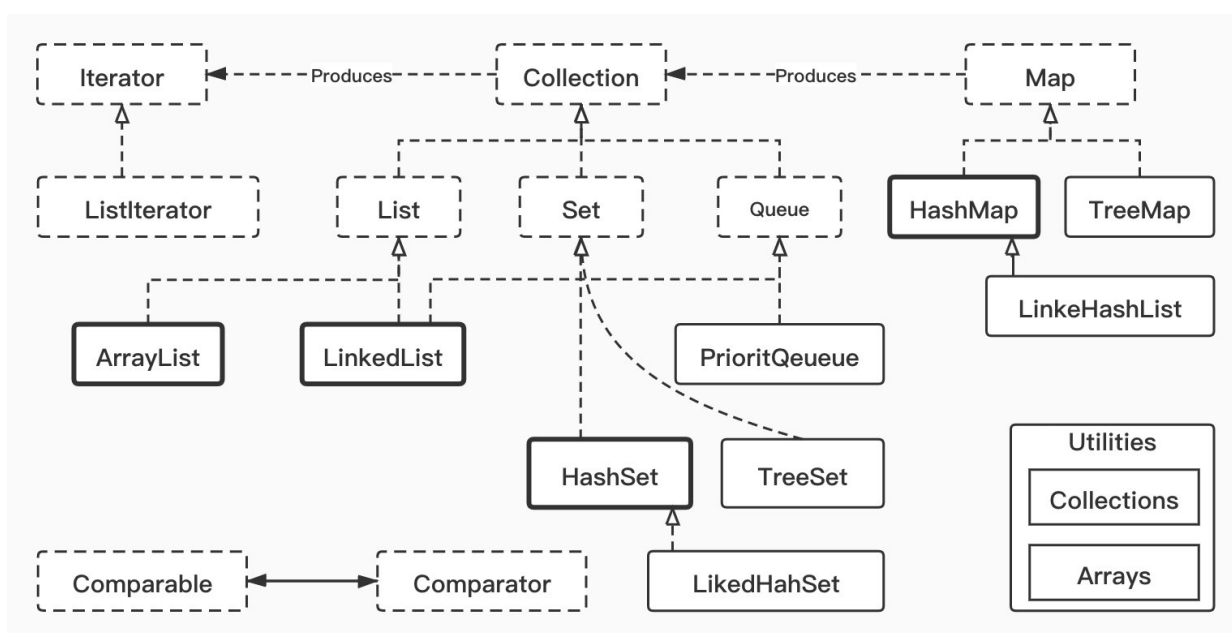 Iterator
Produces
Collection
Produces
Map
ListIterator
List
Set
Queue
HashMap
TreeMap
LinkeHashList
ArrayList
LinkedList
PrioritQeueue
Utilities
HashSet
TreeSet
Collections
Comparable
Comparator
LikedHahSet
Arrays